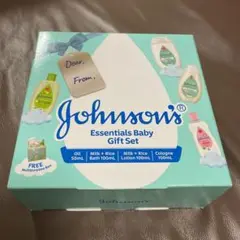 Dear,
From,
Johnson's®
Essentials Baby
Gift Set
Oil
50mL
Milk + Rice
Bath 100mL
Milk + Rice
Lotion 100mL
Cologne
100mL
FREE